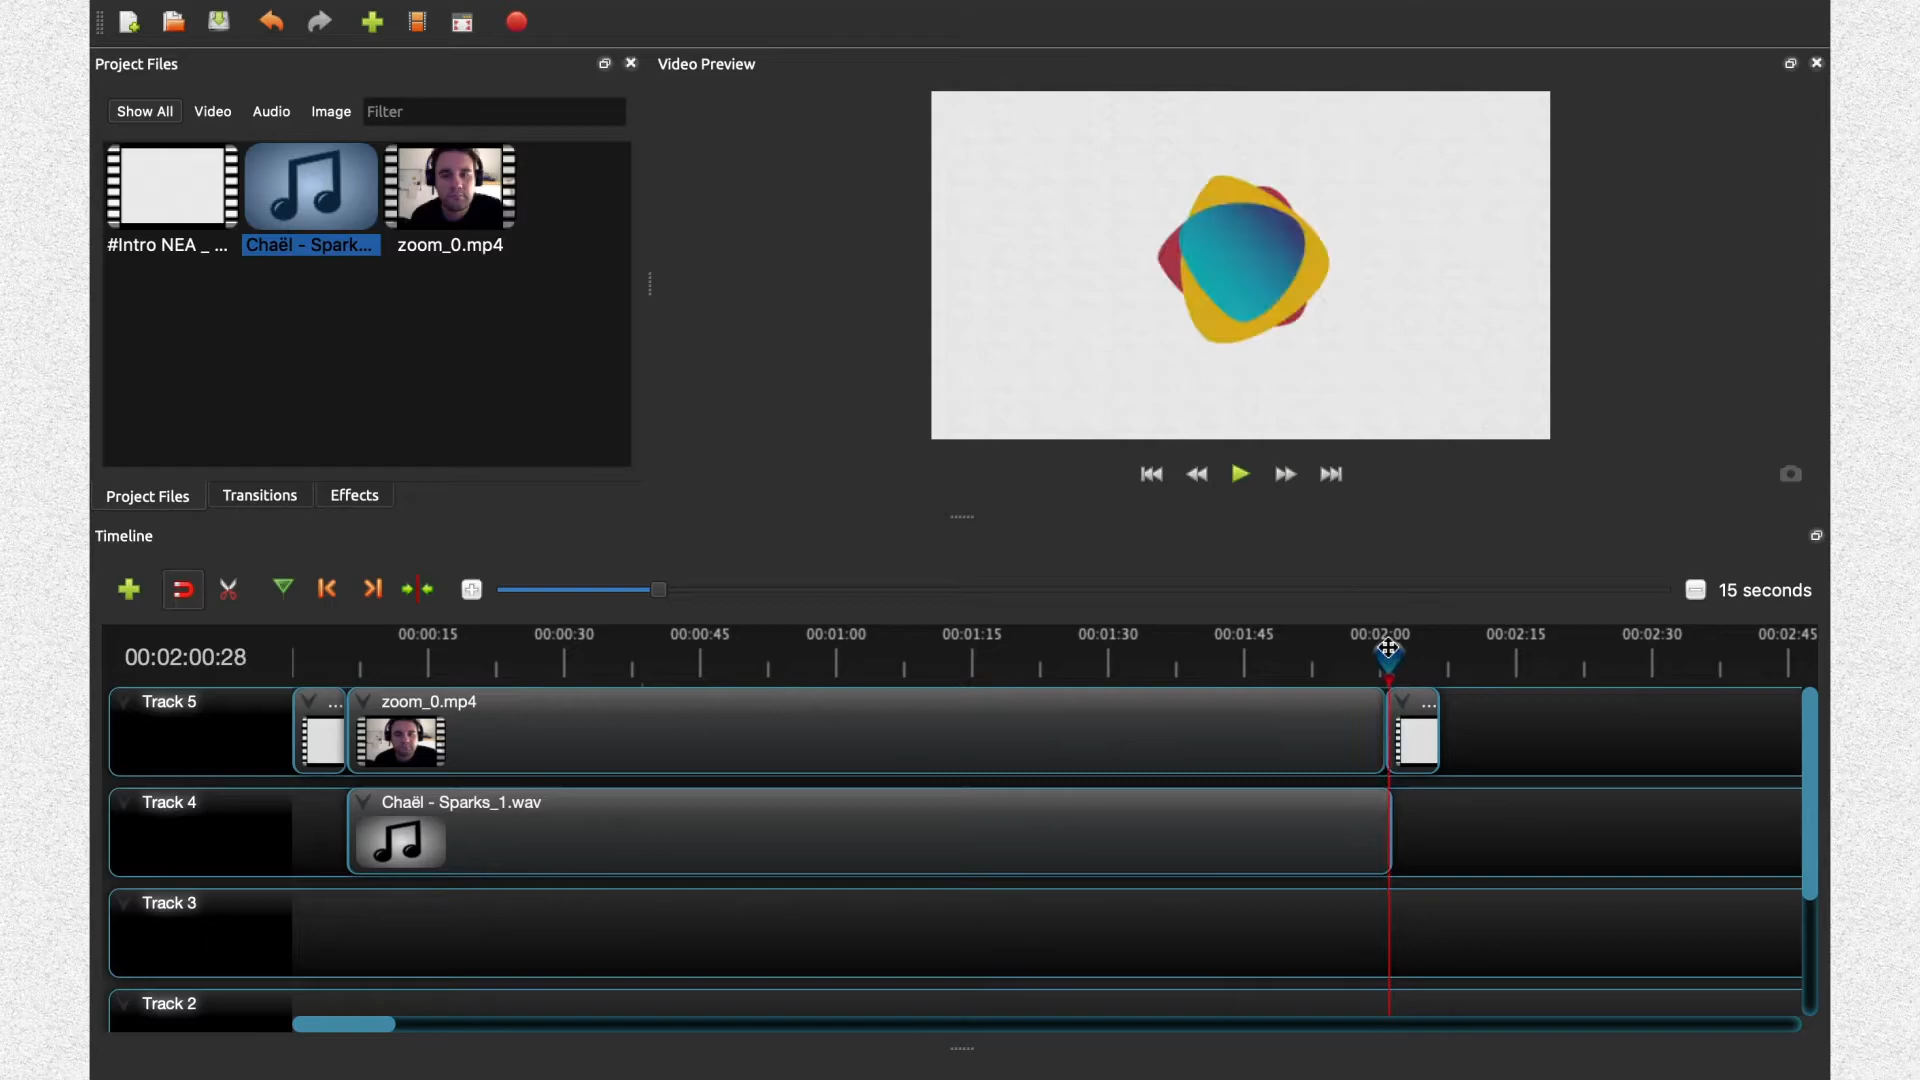 Project Files
Video Preview
Show All Video Audio Image Filter
#Intro NEA _ ... Chaël - Spark... zoom_0.mp4
Project Files Transitions Effects
Timeline
15 seconds
00:02:00:28
00:00:15 00:00:30 00:00:45 00:01:00 00:01:15 00:01:30 00:01:45 00:02:00 00:02:15 00:02:30 00:02:45
Track 5 ... zoom_0.mp4 ...
Track 4 Chaël - Sparks_1.wav
Track 3
Track 2